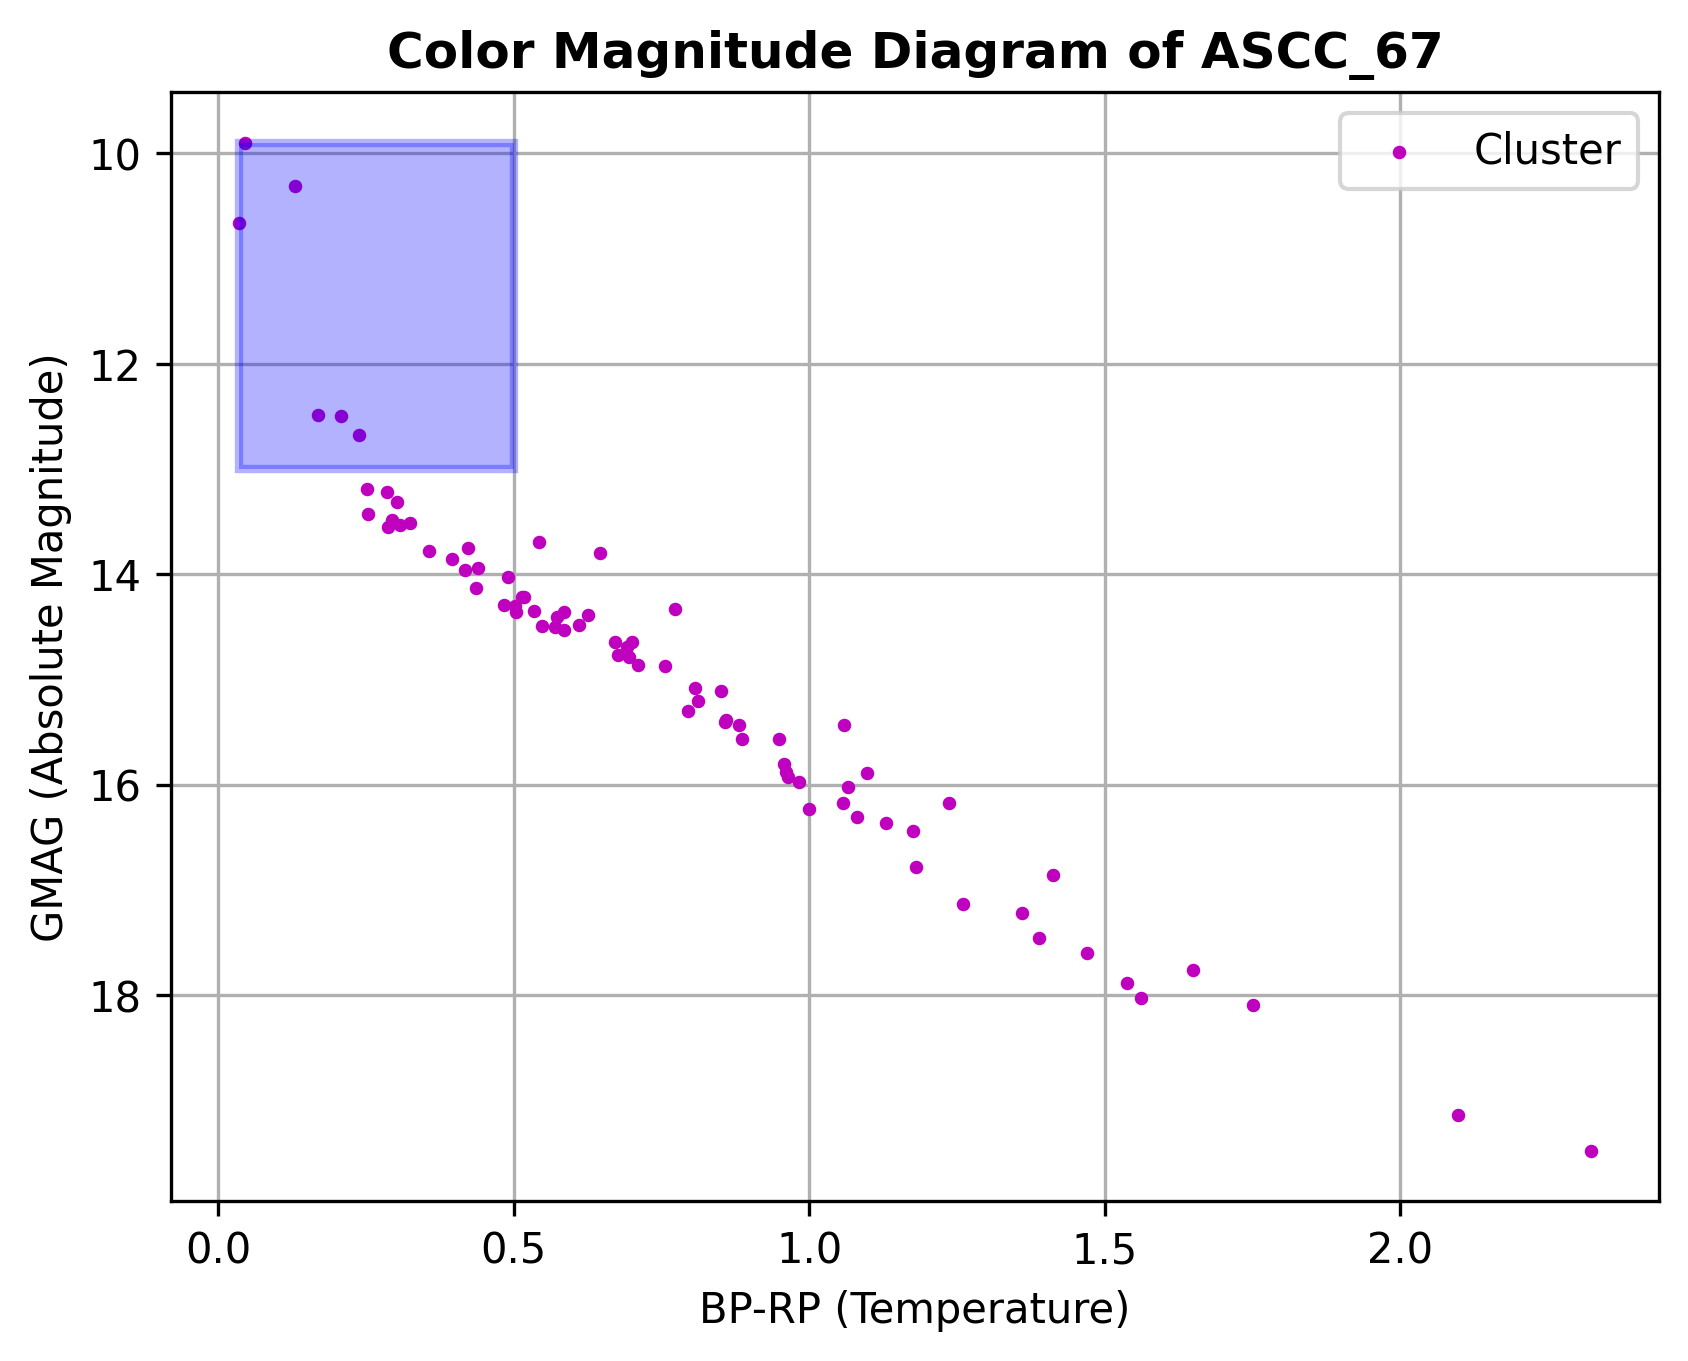 Color Magnitude Diagram of ASCC_67
Cluster
10
12
14
16
18
GMAG (Absolute Magnitude)
0.0 0.5 1.0 1.5 2.0
BP-RP (Temperature)